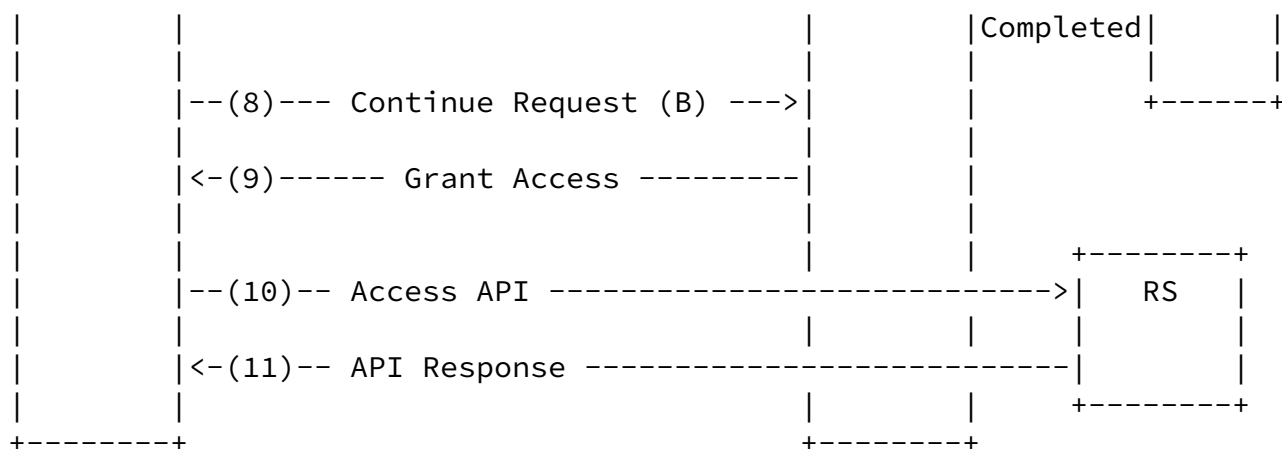 |         |                                   |         |Completed|       |
|         |                                   |         |         |       |
|         |--(8)--- Continue Request (B) --->|         |         +------+
|         |                                   |         |
|         |<-(9)------ Grant Access ---------|         |
|         |                                   |         |
|         |                                   |         |     +--------+
|         |--(10)-- Access API ---------------------------->|   RS   |
|         |                                   |         |     |        |
|         |<-(11)-- API Response ---------------------------|        |
|         |                                   |         |     +--------+
+--------+                                   +--------+